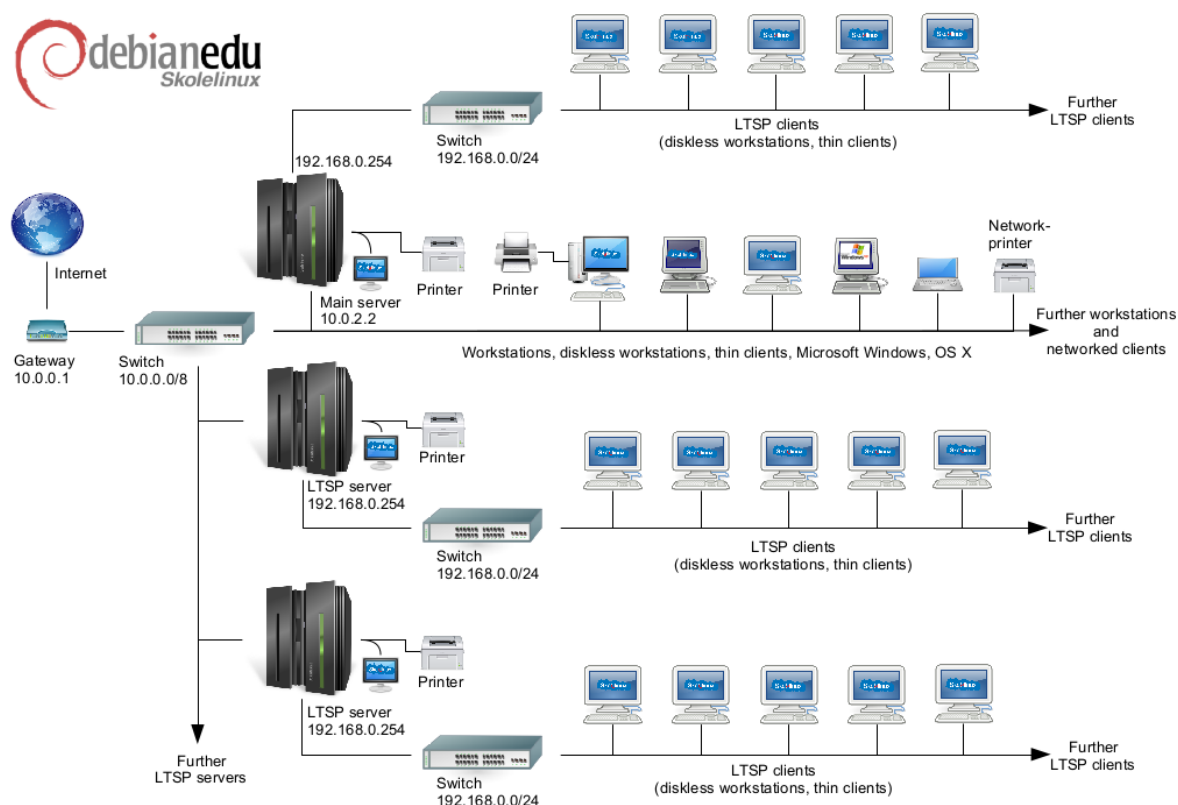 debianedu
Skolelinux
Switch
192.168.0.0/24
LTSP clients
(diskless workstations, thin clients)
Further
LTSP clients
192.168.0.254
Internet
Main server
10.0.2.2
Printer
Printer
Network-
printer
Gateway
10.0.0.1
Switch
10.0.0.0/8
Workstations, diskless workstations, thin clients, Microsoft Windows, OS X
Further workstations
and
networked clients
LTSP server
192.168.0.254
Printer
Switch
192.168.0.0/24
LTSP clients
(diskless workstations, thin clients)
Further
LTSP clients
LTSP server
192.168.0.254
Printer
Switch
192.168.0.0/24
LTSP clients
(diskless workstations, thin clients)
Further
LTSP clients
Further
LTSP servers